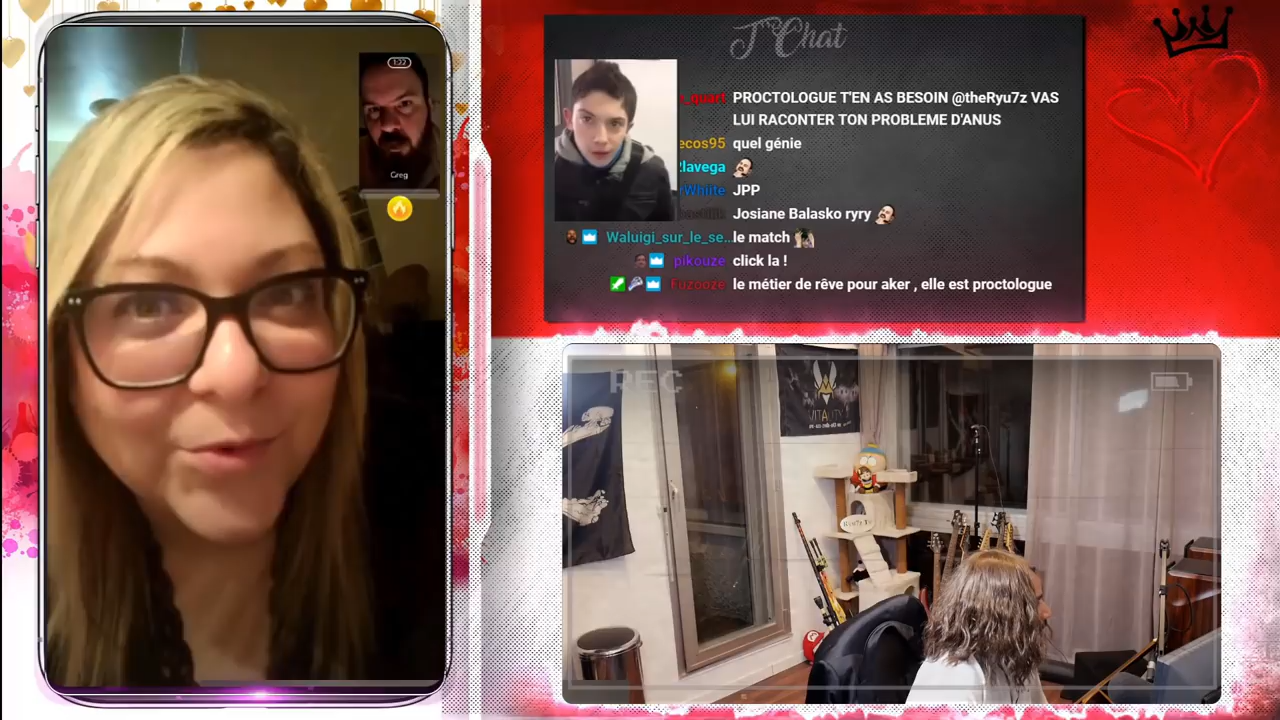 1:22
Greg
J'Chat
PROCTOLOGUE T'EN AS BESOIN @theRyu7z VAS
LUI RACONTER TON PROBLEME D'ANUS
ecos95 quel génie
lavega
Whiite JPP
Josiane Balasko ryry
Waluigi_sur_le_se... le match
pikouze click la !
Fuzooze le métier de rêve pour aker , elle est proctologue
REC
VITALITY